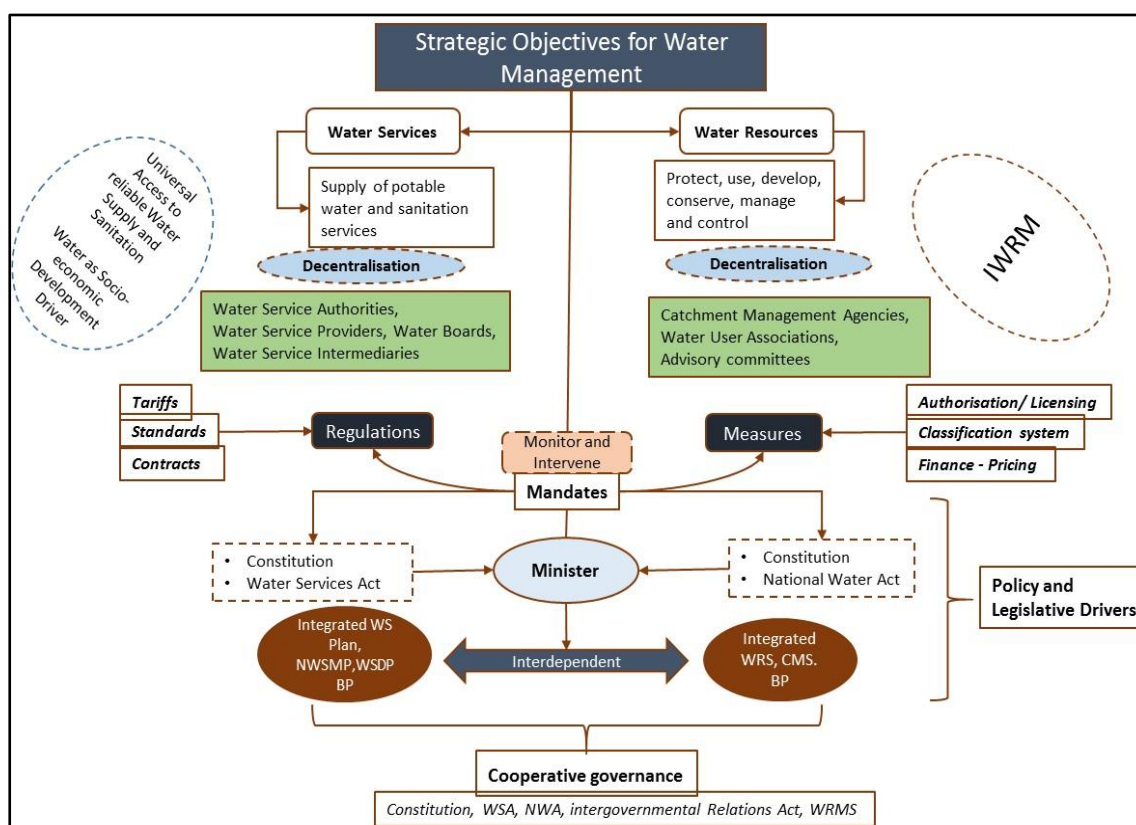 Strategic Objectives for Water
Management
Water Services
Water Resources
Universal
Access to
reliable Water
Supply and
Sanitation
Water as Socio-
economic
Development
Driver
Supply of potable
water and sanitation
services
Protect, use, develop,
conserve, manage
and control
IWRM
Decentralisation
Decentralisation
Water Service Authorities,
Water Service Providers, Water Boards,
Water Service Intermediaries
Catchment Management Agencies,
Water User Associations,
Advisory committees
Tariffs
Standards
Contracts
Regulations
Monitor and
Intervene
Measures
Authorisation/ Licensing
Classification system
Finance - Pricing
Mandates
• Constitution
• Water Services Act
Minister
• Constitution
• National Water Act
Policy and
Legislative Drivers
Integrated WS
Plan,
NWSMP,WSDP
BP
Interdependent
Integrated
WRS, CMS.
BP
Cooperative governance
Constitution, WSA, NWA, intergovernmental Relations Act, WRMS